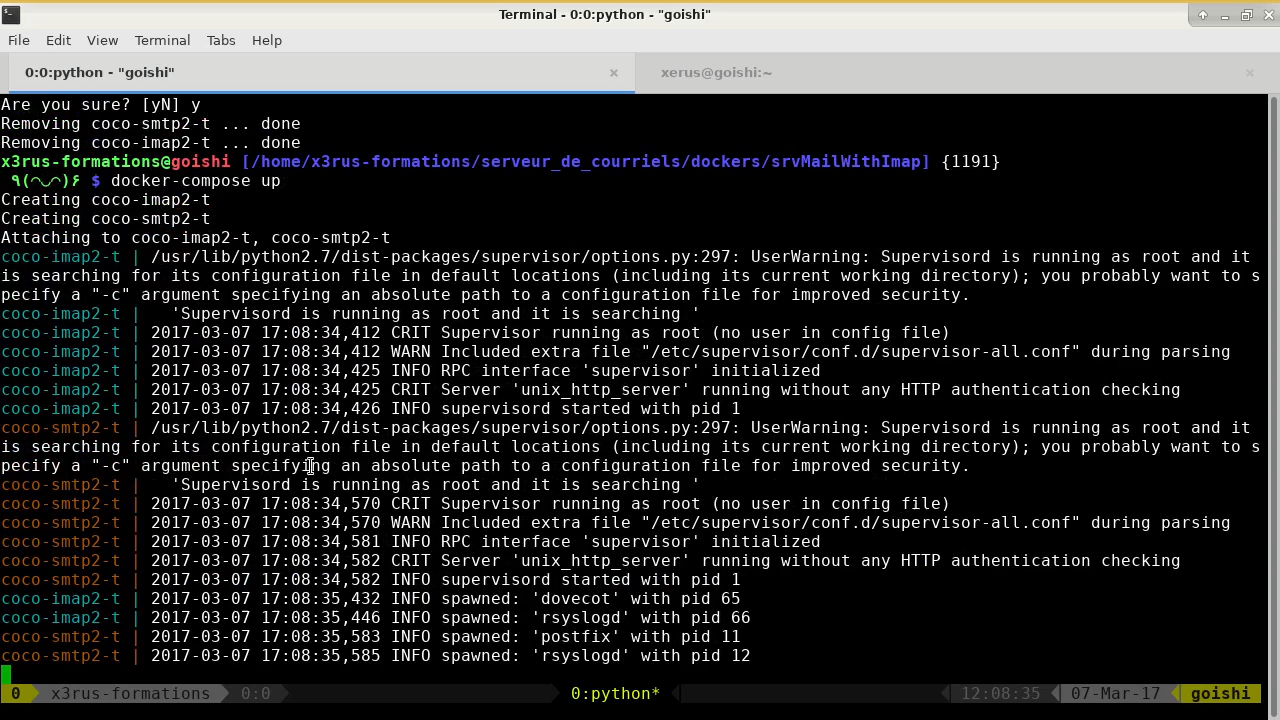 Terminal - 0:0:python - "goishi"
File Edit View Terminal Tabs Help
0:0:python - "goishi" xerus@goishi:~
Are you sure? [yN] y
Removing coco-smtp2-t ... done
Removing coco-imap2-t ... done
x3rus-formations@goishi [/home/x3rus-formations/serveur_de_courriels/dockers/srvMailWithImap] {1191}
٩(◠◡◠)۶ $ docker-compose up
Creating coco-imap2-t
Creating coco-smtp2-t
Attaching to coco-imap2-t, coco-smtp2-t
coco-imap2-t | /usr/lib/python2.7/dist-packages/supervisor/options.py:297: UserWarning: Supervisord is running as root and it
is searching for its configuration file in default locations (including its current working directory); you probably want to s
pecify a "-c" argument specifying an absolute path to a configuration file for improved security.
coco-imap2-t |   'Supervisord is running as root and it is searching '
coco-imap2-t | 2017-03-07 17:08:34,412 CRIT Supervisor running as root (no user in config file)
coco-imap2-t | 2017-03-07 17:08:34,412 WARN Included extra file "/etc/supervisor/conf.d/supervisor-all.conf" during parsing
coco-imap2-t | 2017-03-07 17:08:34,425 INFO RPC interface 'supervisor' initialized
coco-imap2-t | 2017-03-07 17:08:34,425 CRIT Server 'unix_http_server' running without any HTTP authentication checking
coco-imap2-t | 2017-03-07 17:08:34,426 INFO supervisord started with pid 1
coco-smtp2-t | /usr/lib/python2.7/dist-packages/supervisor/options.py:297: UserWarning: Supervisord is running as root and it
is searching for its configuration file in default locations (including its current working directory); you probably want to s
pecify a "-c" argument specifying an absolute path to a configuration file for improved security.
coco-smtp2-t |   'Supervisord is running as root and it is searching '
coco-smtp2-t | 2017-03-07 17:08:34,570 CRIT Supervisor running as root (no user in config file)
coco-smtp2-t | 2017-03-07 17:08:34,570 WARN Included extra file "/etc/supervisor/conf.d/supervisor-all.conf" during parsing
coco-smtp2-t | 2017-03-07 17:08:34,581 INFO RPC interface 'supervisor' initialized
coco-smtp2-t | 2017-03-07 17:08:34,582 CRIT Server 'unix_http_server' running without any HTTP authentication checking
coco-smtp2-t | 2017-03-07 17:08:34,582 INFO supervisord started with pid 1
coco-imap2-t | 2017-03-07 17:08:35,432 INFO spawned: 'dovecot' with pid 65
coco-imap2-t | 2017-03-07 17:08:35,446 INFO spawned: 'rsyslogd' with pid 66
coco-smtp2-t | 2017-03-07 17:08:35,583 INFO spawned: 'postfix' with pid 11
coco-smtp2-t | 2017-03-07 17:08:35,585 INFO spawned: 'rsyslogd' with pid 12
0 x3rus-formations 0:0 0:python* 12:08:35 07-Mar-17 goishi